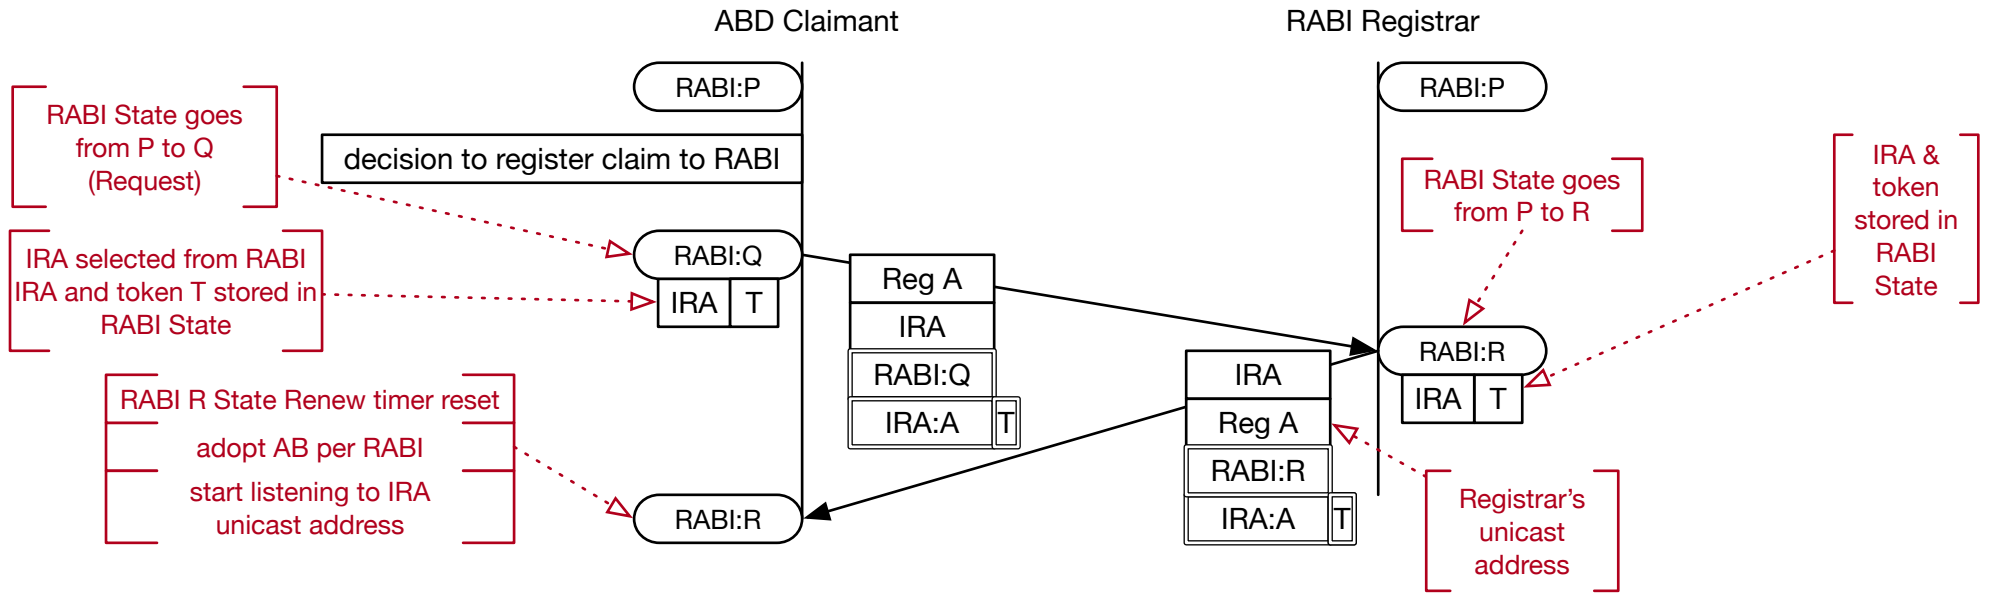 ABD Claimant
RABI Registrar
RABI:P
RABI:P
RABI State goes
from P to Q
(Request)
decision to register claim to RABI
IRA &
token
stored in
RABI
State
RABI State goes
from P to R
RABI:Q
IRA T
IRA selected from RABI
IRA and token T stored in
RABI State
Reg A
IRA
RABI:Q
IRA:A T
RABI:R
IRA T
IRA
Reg A
RABI:R
IRA:A T
RABI R State Renew timer reset
adopt AB per RABI
start listening to IRA
unicast address
RABI:R
Registrar’s
unicast
address